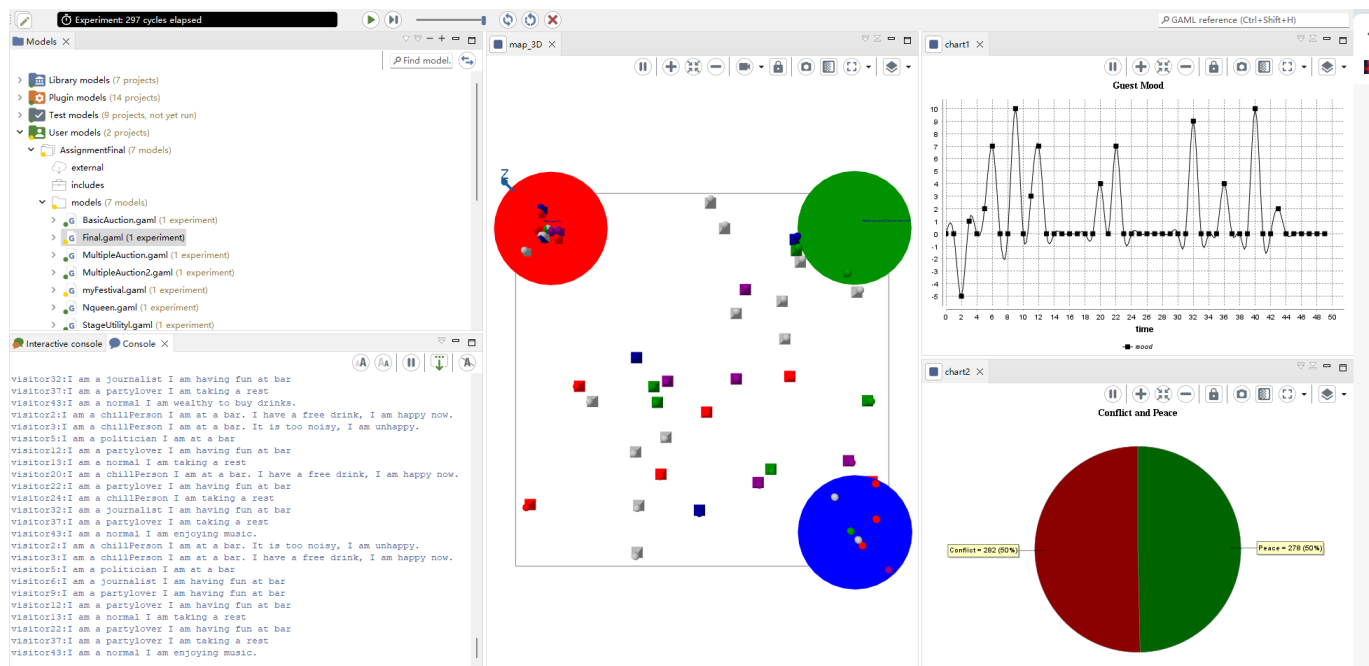 Experiment: 297 cycles elapsed
GAML reference (Ctrl+Shift+H)
Models
Find model.
Library models (7 projects)
Plugin models (14 projects)
Test models (9 projects, not yet run)
User models (2 projects)
AssignmentFinal (7 models)
external
includes
models (7 models)
BasicAuction.gaml (1 experiment)
Final.gaml (1 experiment)
MultipleAuction.gaml (1 experiment)
MultipleAuction2.gaml (1 experiment)
myFestival.gaml (1 experiment)
Nqueen.gaml (1 experiment)
StageUtilityl.gaml (1 experiment)
Interactive console
Console
visitor32:I am a journalist I am having fun at bar
visitor37:I am a partylover I am taking a rest
visitor43:I am a normal I am wealthy to buy drinks.
visitor2:I am a chillPerson I am at a bar. I have a free drink, I am happy now.
visitor3:I am a chillPerson I am at a bar. It is too noisy, I am unhappy.
visitor5:I am a politician I am at a bar
visitor12:I am a partylover I am having fun at bar
visitor13:I am a normal I am taking a rest
visitor20:I am a chillPerson I am at a bar. I have a free drink, I am happy now.
visitor22:I am a partylover I am having fun at bar
visitor24:I am a chillPerson I am taking a rest
visitor32:I am a journalist I am having fun at bar
visitor37:I am a partylover I am taking a rest
visitor43:I am a normal I am enjoying music.
visitor2:I am a chillPerson I am at a bar. It is too noisy, I am unhappy.
visitor3:I am a chillPerson I am at a bar. I have a free drink, I am happy now.
visitor5:I am a politician I am at a bar
visitor6:I am a journalist I am having fun at bar
visitor9:I am a partylover I am having fun at bar
visitor12:I am a partylover I am having fun at bar
visitor13:I am a normal I am taking a rest
visitor22:I am a partylover I am having fun at bar
visitor37:I am a partylover I am taking a rest
visitor43:I am a normal I am enjoying music.
map_3D
Z
chart1
Guest Mood
10
9
8
7
6
5
4
3
2
1
0
-1
-2
-3
-4
-5
0 2 4 6 8 10 12 14 16 18 20 22 24 26 28 30 32 34 36 38 40 42 44 46 48 50
time
mood
chart2
Conflict and Peace
Conflict = 282 (50%)
Peace = 278 (50%)